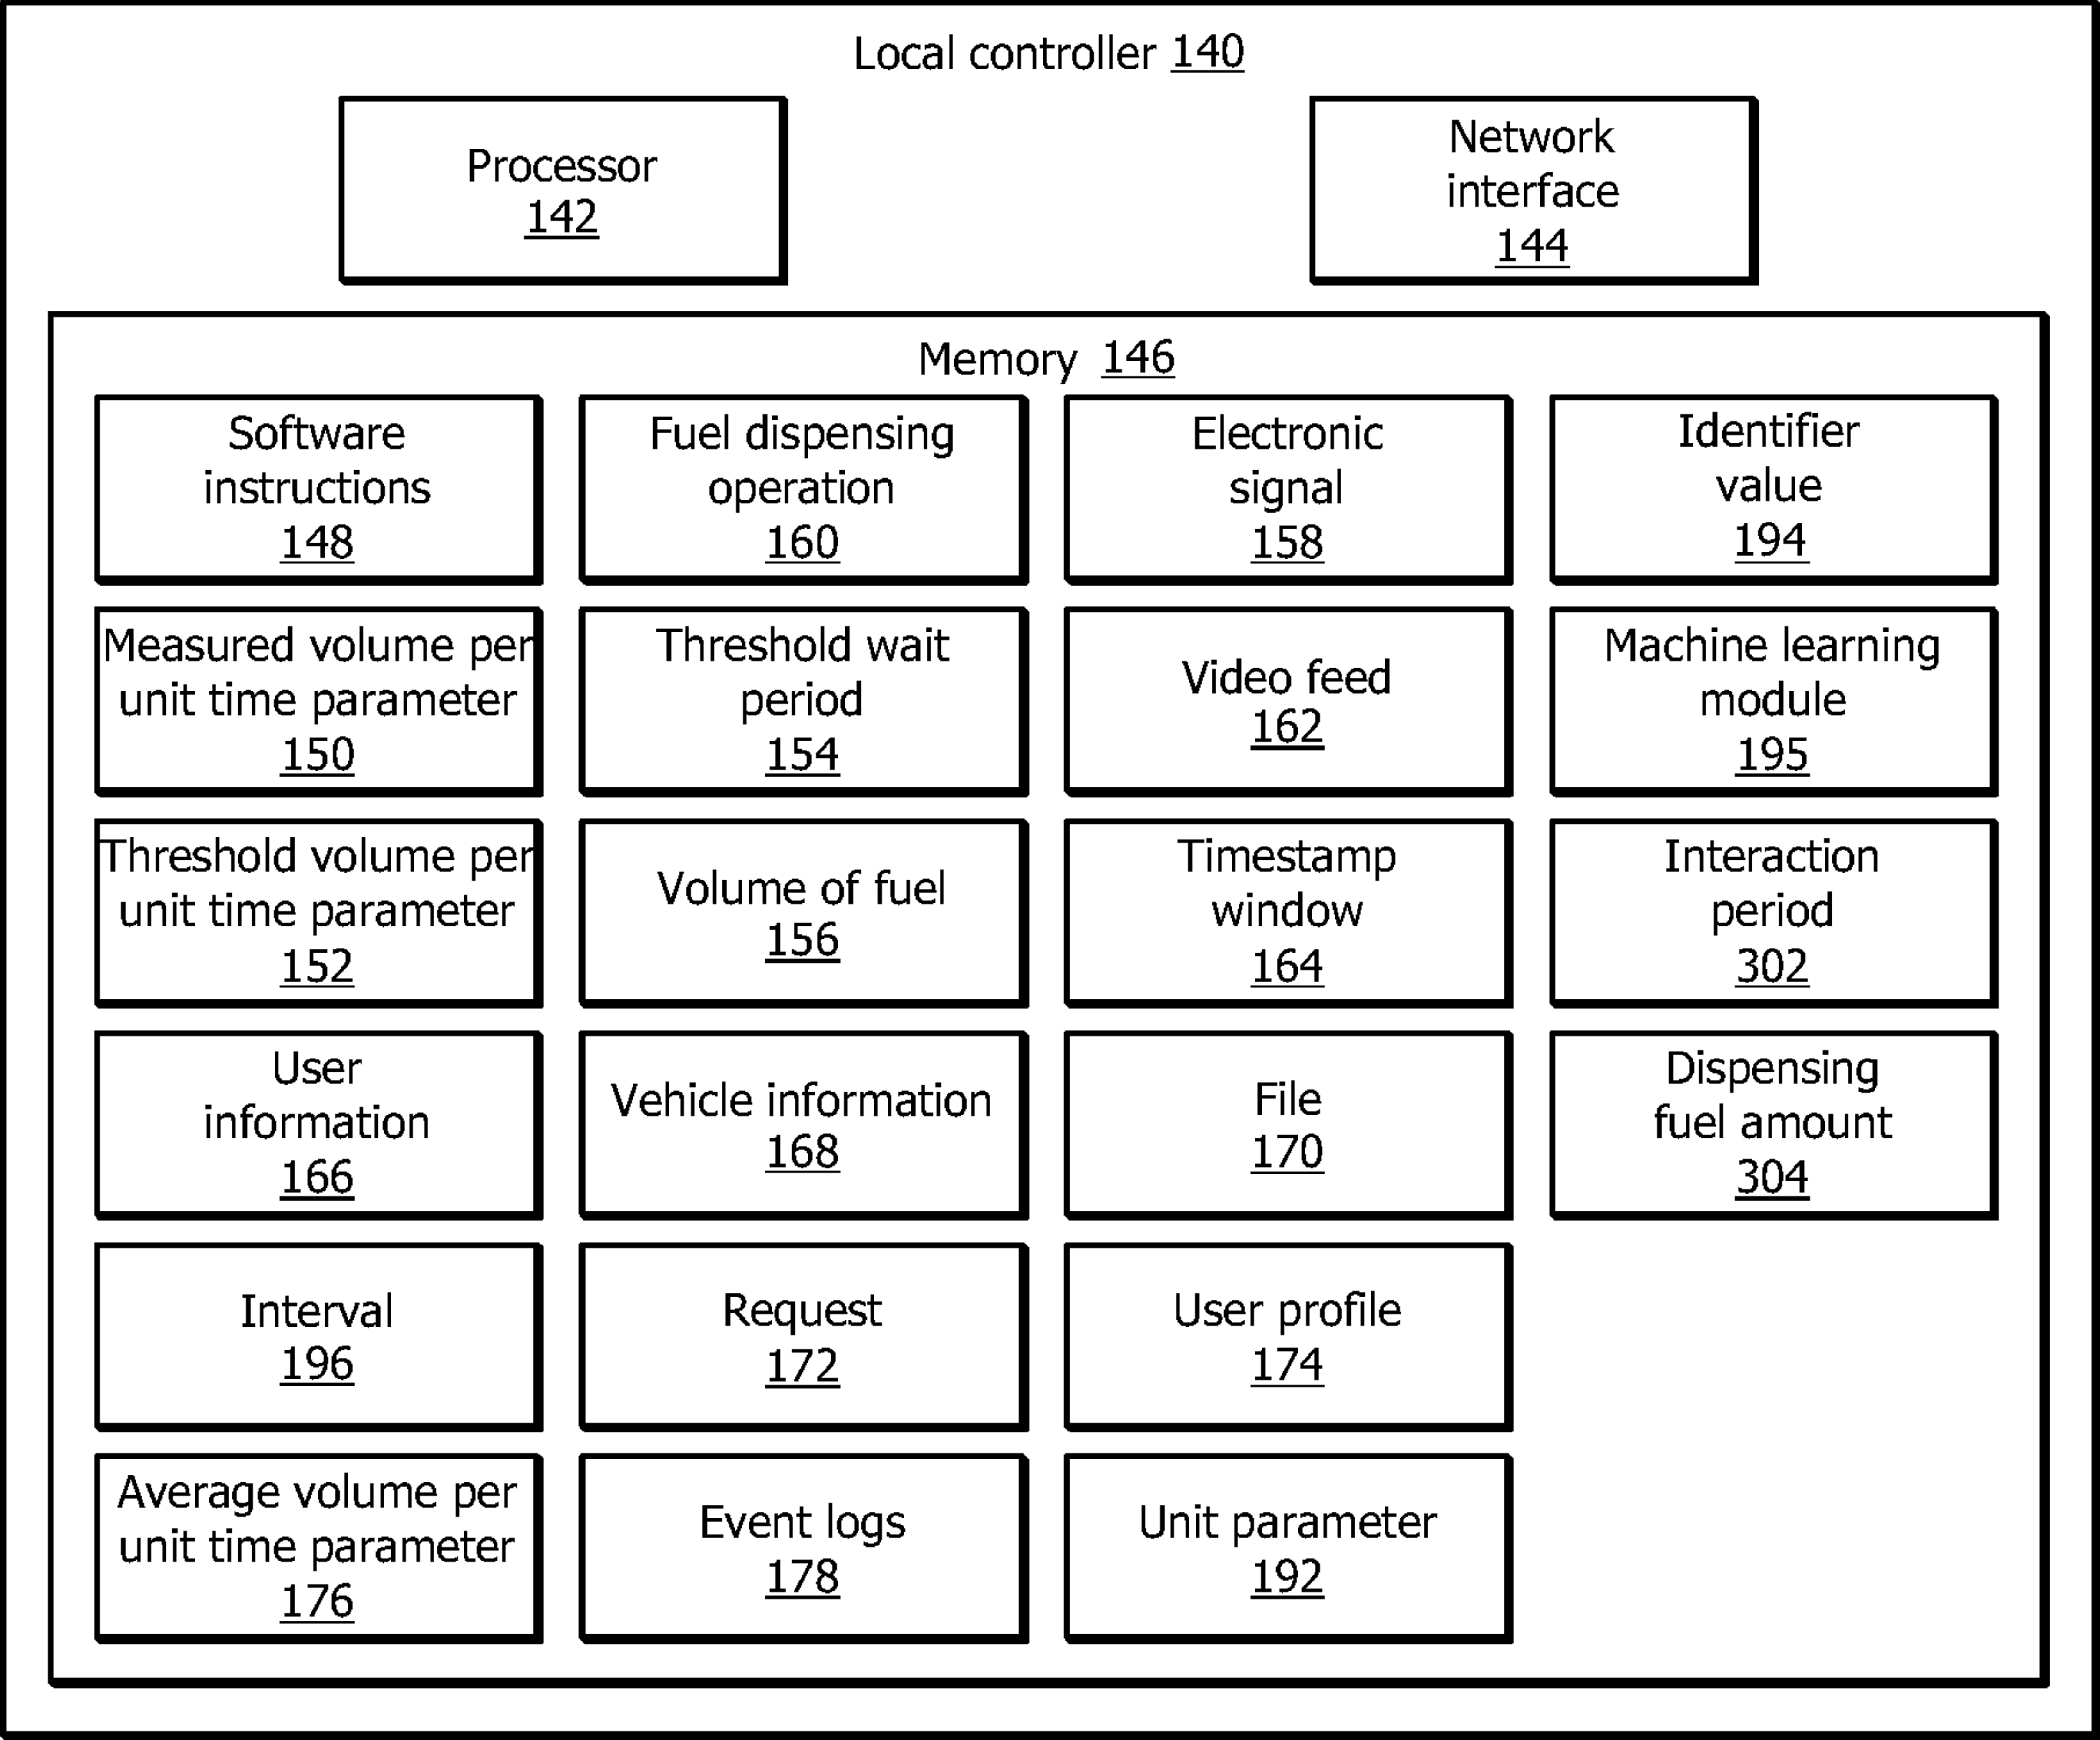 Local controller 140
Processor
142
Network
interface
144
Memory 146
Software
instructions
148
Fuel dispensing
operation
160
Electronic
signal
158
Identifier
value
194
Measured volume per
unit time parameter
150
Threshold wait
period
154
Video feed
162
Machine learning
module
195
Threshold volume per
unit time parameter
152
Volume of fuel
156
Timestamp
window
164
Interaction
period
302
User
information
166
Vehicle information
168
File
170
Dispensing
fuel amount
304
Interval
196
Request
172
User profile
174
Average volume per
unit time parameter
176
Event logs
178
Unit parameter
192